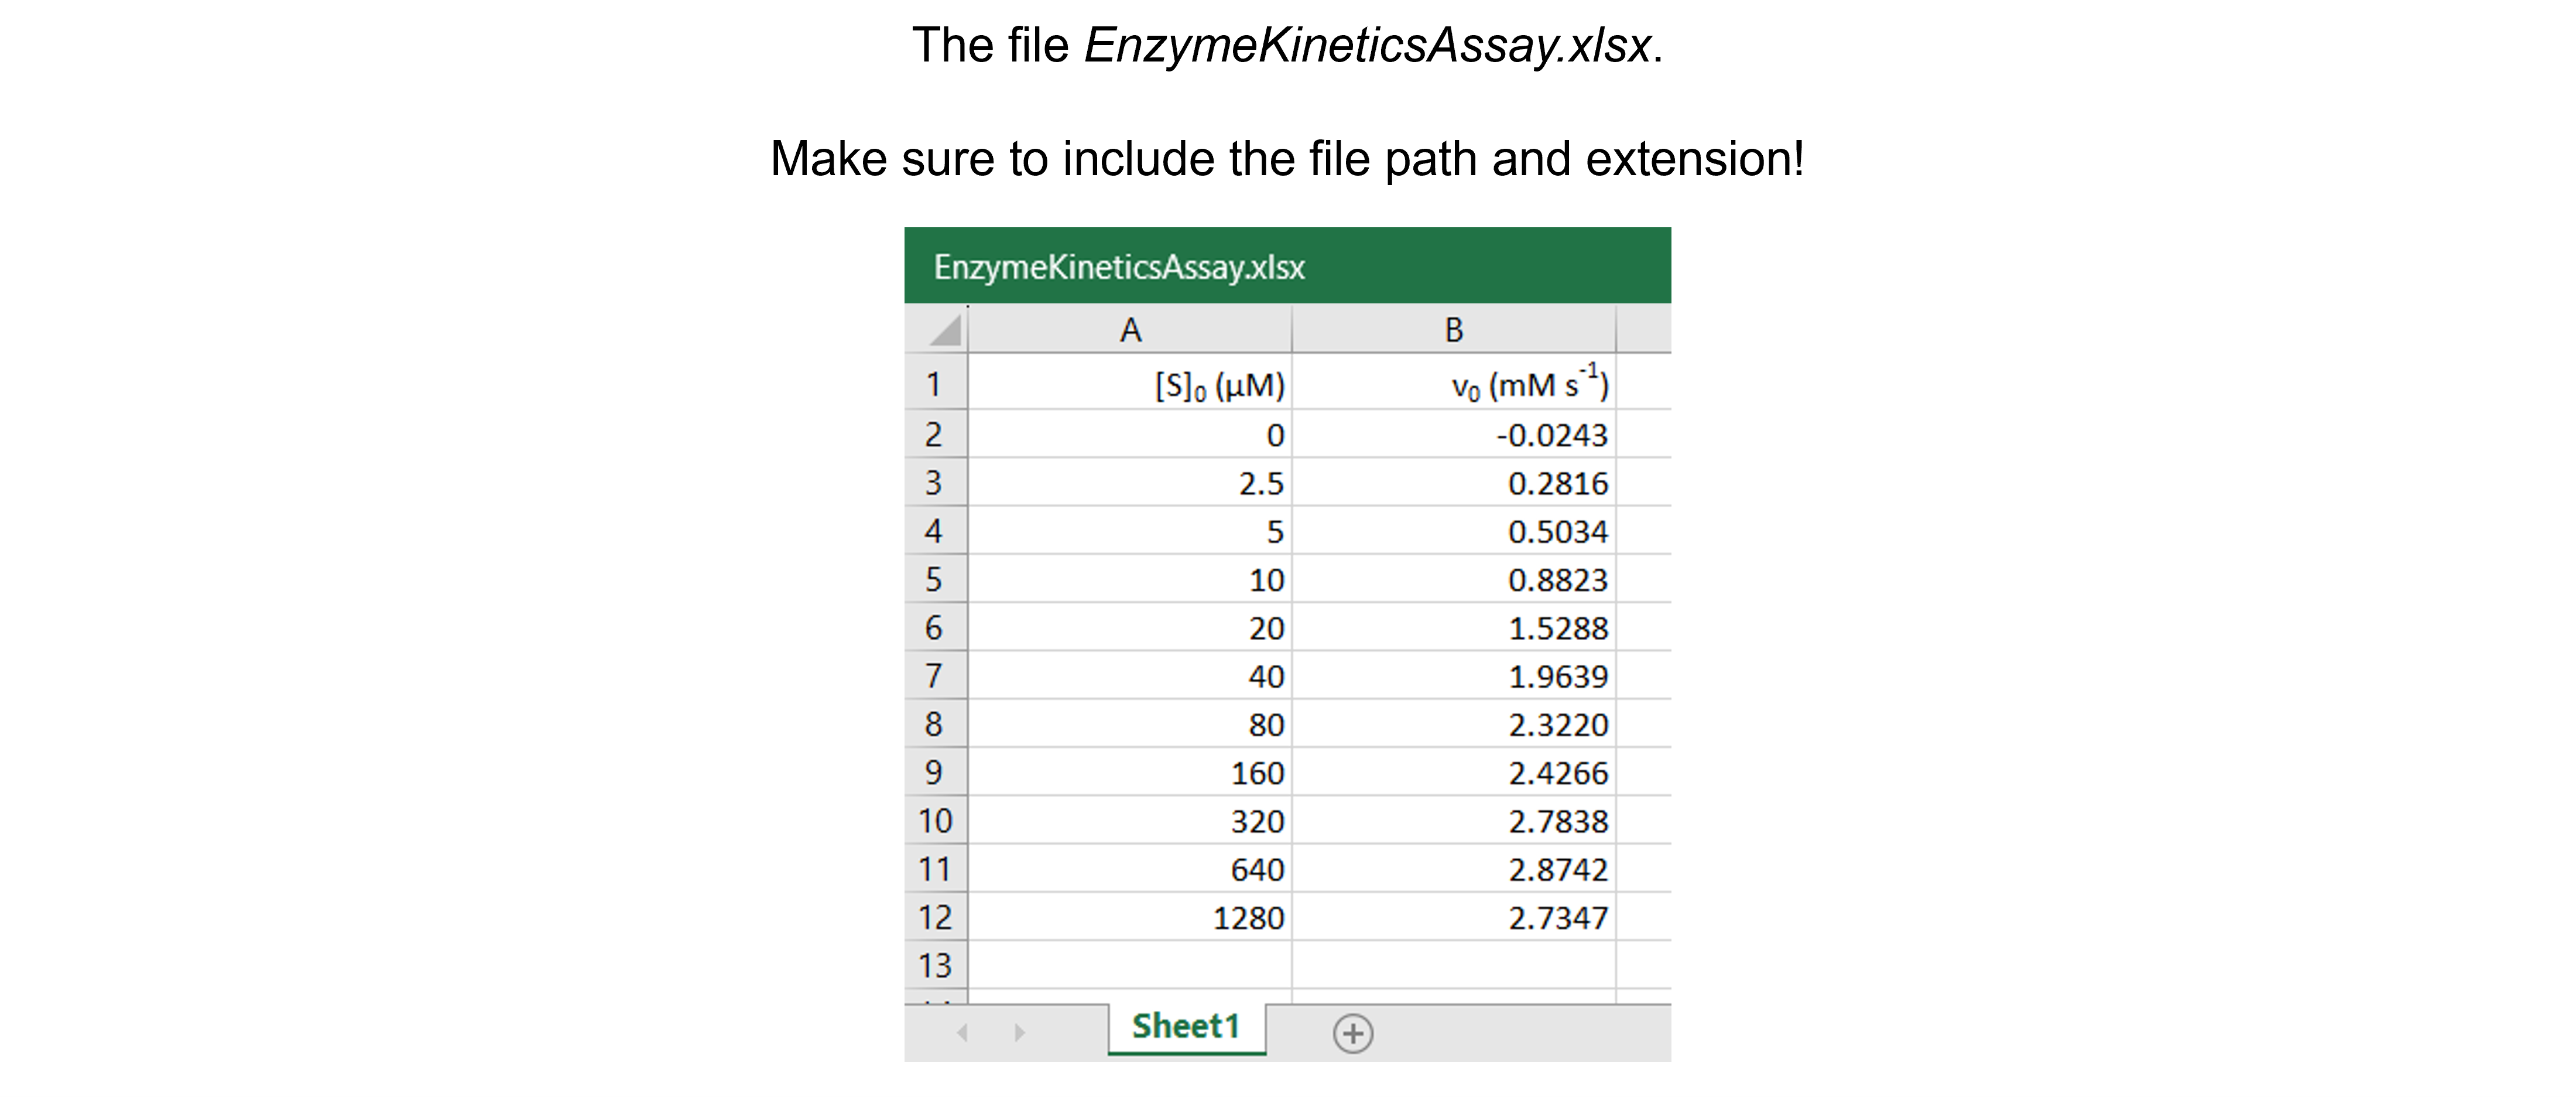 The file EnzymeKineticsAssay.xlsx.
Make sure to include the file path and extension!
EnzymeKineticsAssay.xlsx
A B
1 [S]₀ (µM) v₀ (mM s⁻¹)
2 0 -0.0243
3 2.5 0.2816
4 5 0.5034
5 10 0.8823
6 20 1.5288
7 40 1.9639
8 80 2.3220
9 160 2.4266
10 320 2.7838
11 640 2.8742
12 1280 2.7347
13
Sheet1